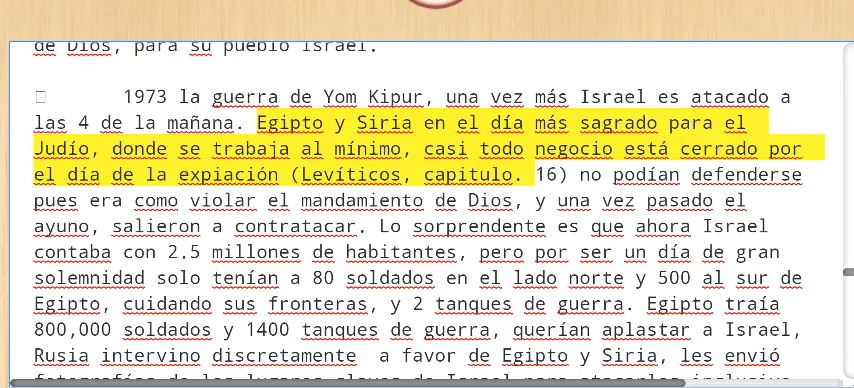 de Dios, para su pueblo Israel.
1973 la guerra de Yom Kipur, una vez más Israel es atacado a
las 4 de la mañana. Egipto y Siria en el día más sagrado para el
Judío, donde se trabaja al mínimo, casi todo negocio está cerrado por
el día de la expiación (Levíticos, capitulo. 16) no podían defenderse
pues era como violar el mandamiento de Dios, y una vez pasado el
ayuno, salieron a contratacar. Lo sorprendente es que ahora Israel
contaba con 2.5 millones de habitantes, pero por ser un día de gran
solemnidad solo tenían a 80 soldados en el lado norte y 500 al sur de
Egipto, cuidando sus fronteras, y 2 tanques de guerra. Egipto traía
800,000 soldados y 1400 tanques de guerra, querían aplastar a Israel,
Rusia intervino discretamente a favor de Egipto y Siria, les envió